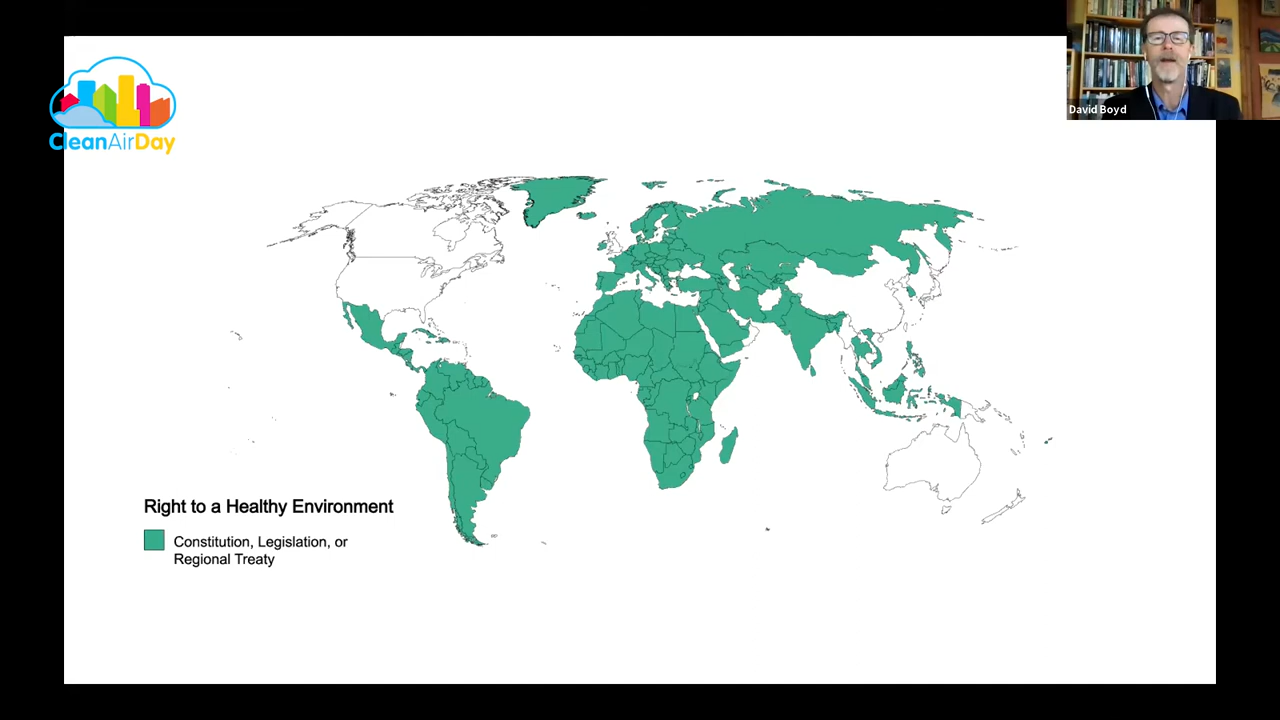 CleanAirDay
David Boyd
Right to a Healthy Environment
Constitution, Legislation, or
Regional Treaty